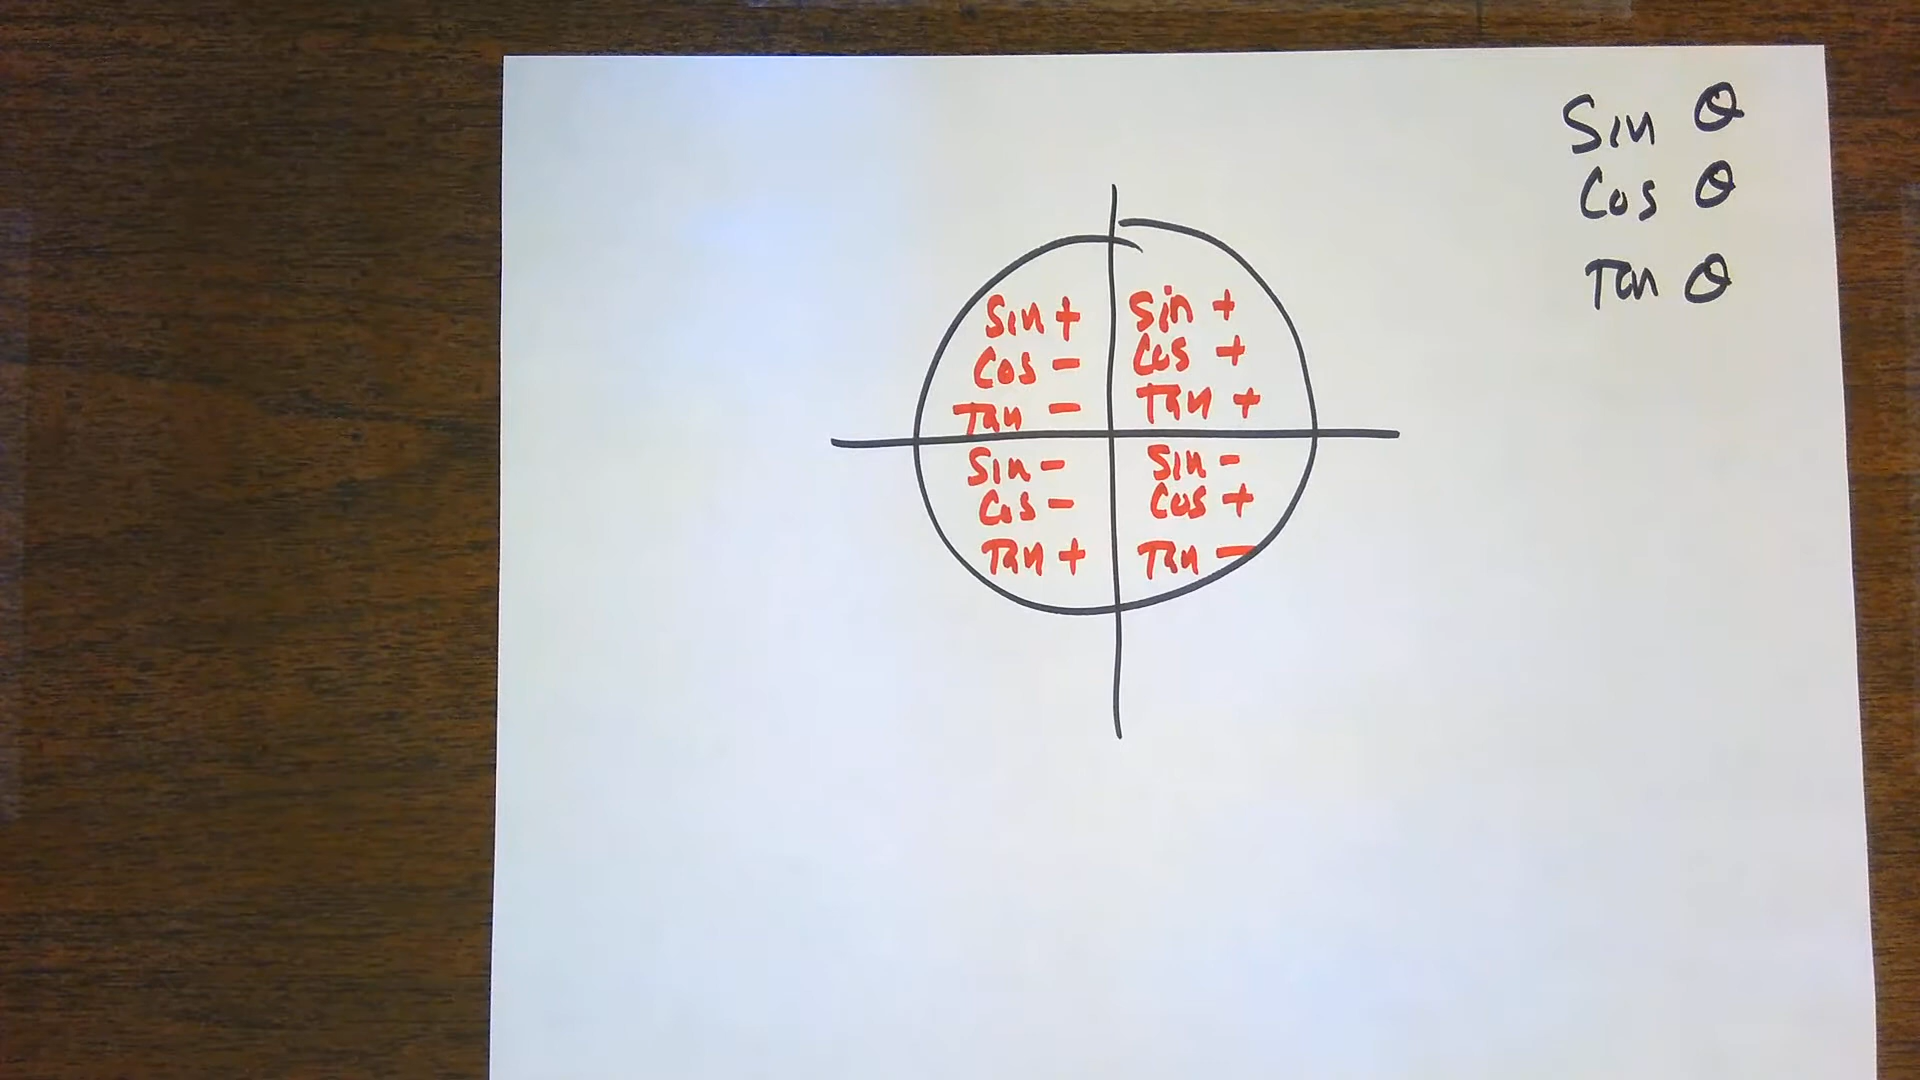 Sin θ
Cos θ
Tan θ
Sin +
Cos -
Tan -
Sin +
Cos +
Tan +
Sin -
Cos -
Tan +
Sin -
Cos +
Tan -